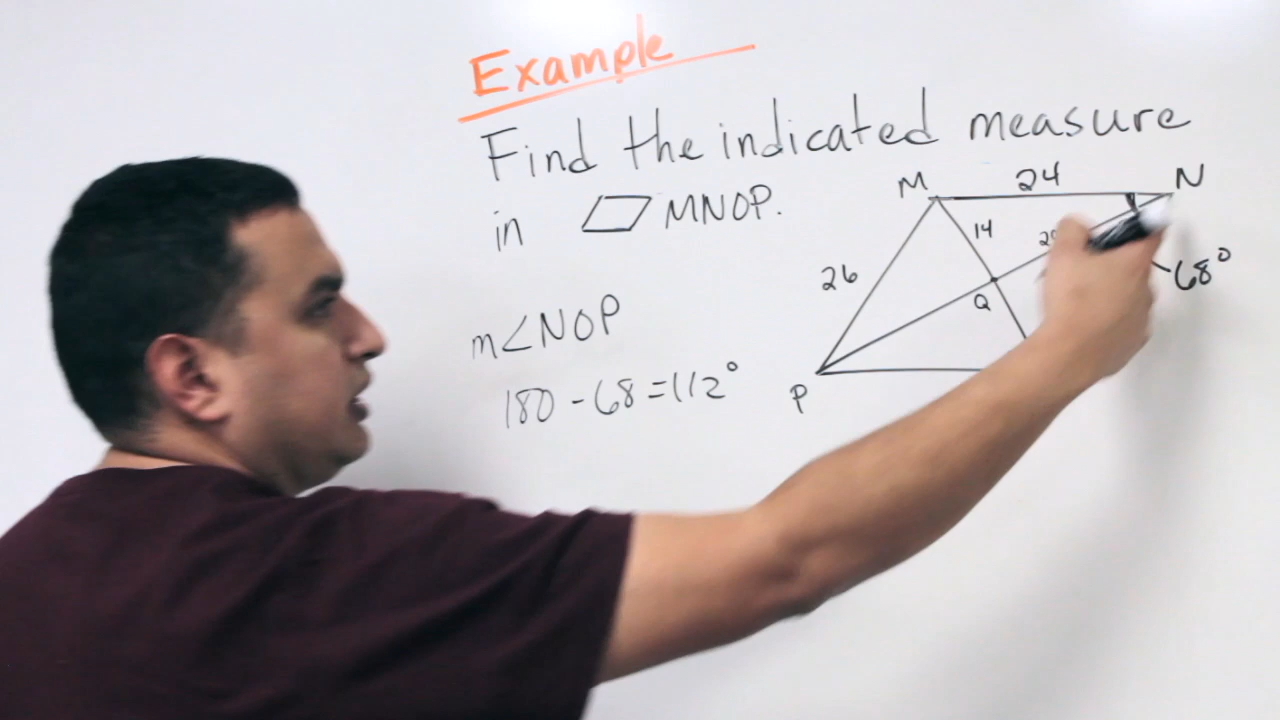 Example
Find the indicated measure
in ▱ MNOP.
M
24
N
14
26
Q
68°
P
m∠NOP
180 - 68 = 112°